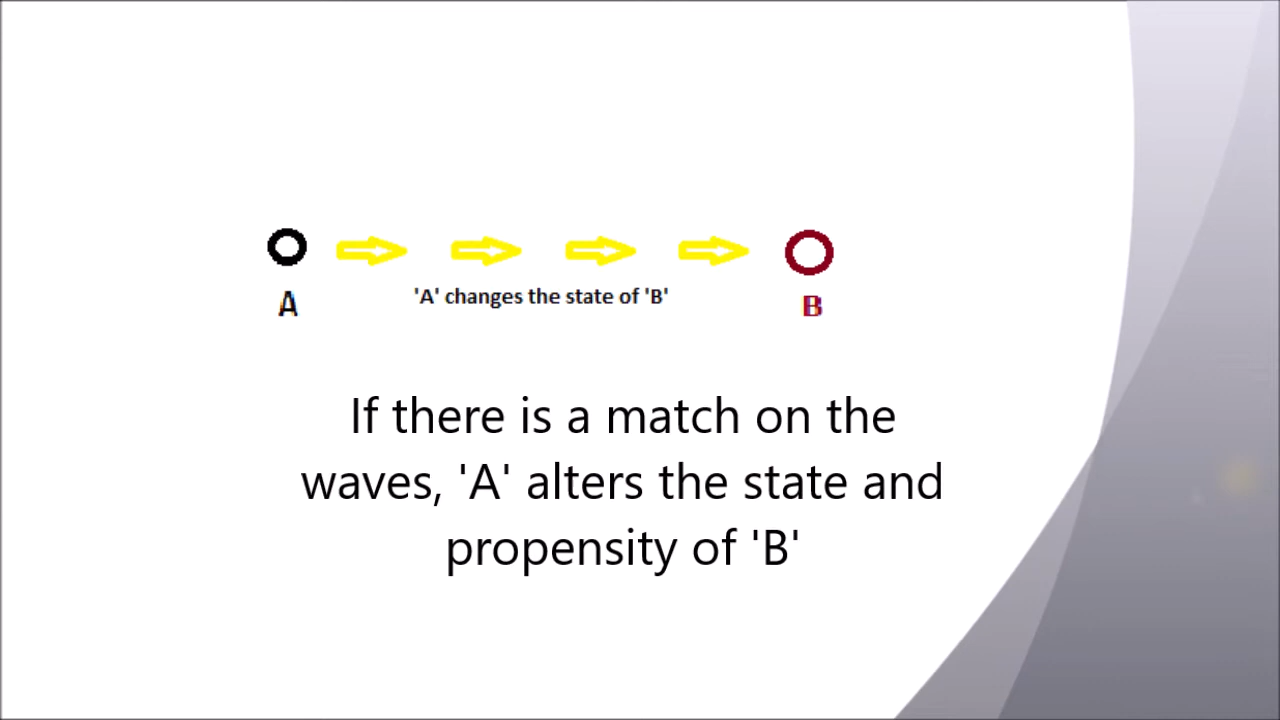 A
'A' changes the state of 'B'
B
If there is a match on the
waves, 'A' alters the state and
propensity of 'B'